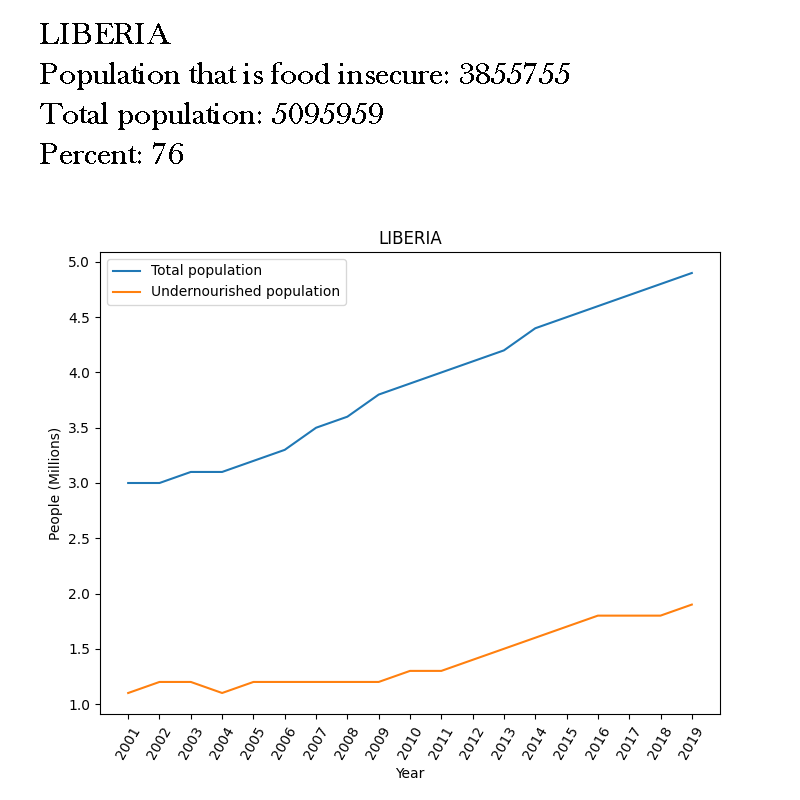 LIBERIA
Population that is food insecure: 3855755
Total population: 5095959
Percent: 76
LIBERIA
Total population
Undernourished population
5.0
4.5
4.0
3.5
3.0
2.5
2.0
1.5
1.0
People (Millions)
2001 2002 2003 2004 2005 2006 2007 2008 2009 2010 2011 2012 2013 2014 2015 2016 2017 2018 2019
Year